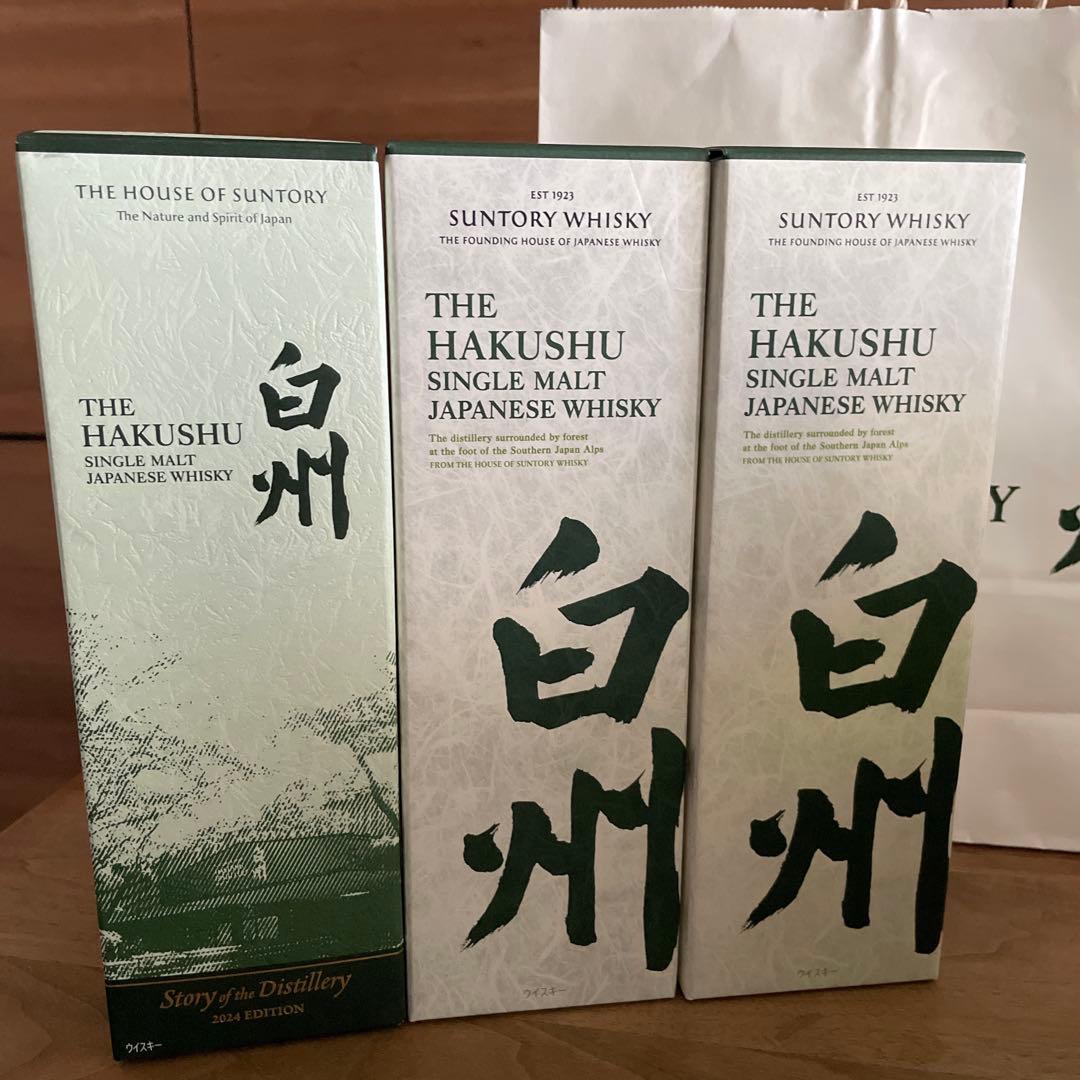 THE HOUSE OF SUNTORY
The Nature and Spirit of Japan
THE
HAKUSHU
SINGLE MALT
JAPANESE WHISKY
白州
Story of the Distillery
2024 EDITION
ウイスキー
EST 1923
SUNTORY WHISKY
THE FOUNDING HOUSE OF JAPANESE WHISKY
THE
HAKUSHU
SINGLE MALT
JAPANESE WHISKY
The distillery surrounded by forest
at the foot of the Southern Japan Alps
FROM THE HOUSE OF SUNTORY WHISKY
白州
ウイスキー
EST 1923
SUNTORY WHISKY
THE FOUNDING HOUSE OF JAPANESE WHISKY
THE
HAKUSHU
SINGLE MALT
JAPANESE WHISKY
The distillery surrounded by forest
at the foot of the Southern Japan Alps
FROM THE HOUSE OF SUNTORY WHISKY
白州
ウイスキー
Y